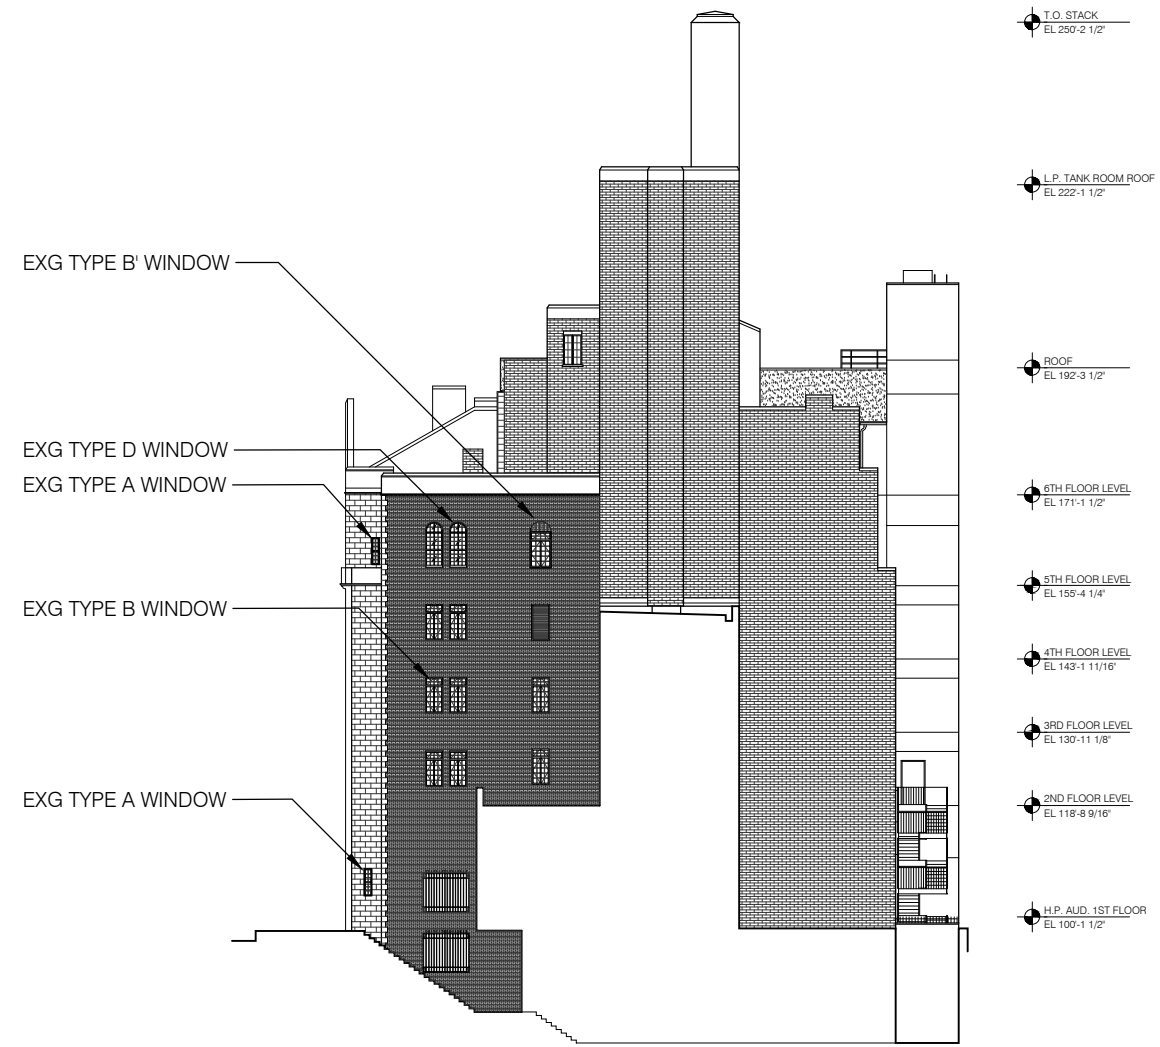 T.O. STACK
EL 250'-2 1/2"
L.P. TANK ROOM ROOF
EL 222'-1 1/2"
EXG TYPE B' WINDOW
ROOF
EL 192'-3 1/2"
EXG TYPE D WINDOW
EXG TYPE A WINDOW
6TH FLOOR LEVEL
EL 171'-1 1/2"
5TH FLOOR LEVEL
EL 155'-4 1/4"
EXG TYPE B WINDOW
4TH FLOOR LEVEL
EL 143'-1 11/16"
3RD FLOOR LEVEL
EL 130'-11 1/8"
EXG TYPE A WINDOW
2ND FLOOR LEVEL
EL 118'-8 9/16"
H.P. AUD. 1ST FLOOR
EL 100'-1 1/2"